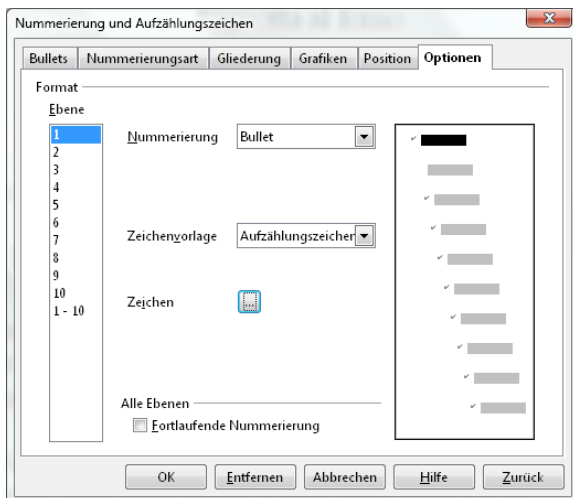 Nummerierung und Aufzählungszeichen
Bullets Nummerierungsart Gliederung Grafiken Position Optionen
Format
Ebene
1
2
3
4
5
6
7
8
9
10
1 - 10
Nummerierung Bullet
Zeichenvorlage Aufzählungszeichen
Zeichen ...
Alle Ebenen
Fortlaufende Nummerierung
OK Entfernen Abbrechen Hilfe Zurück